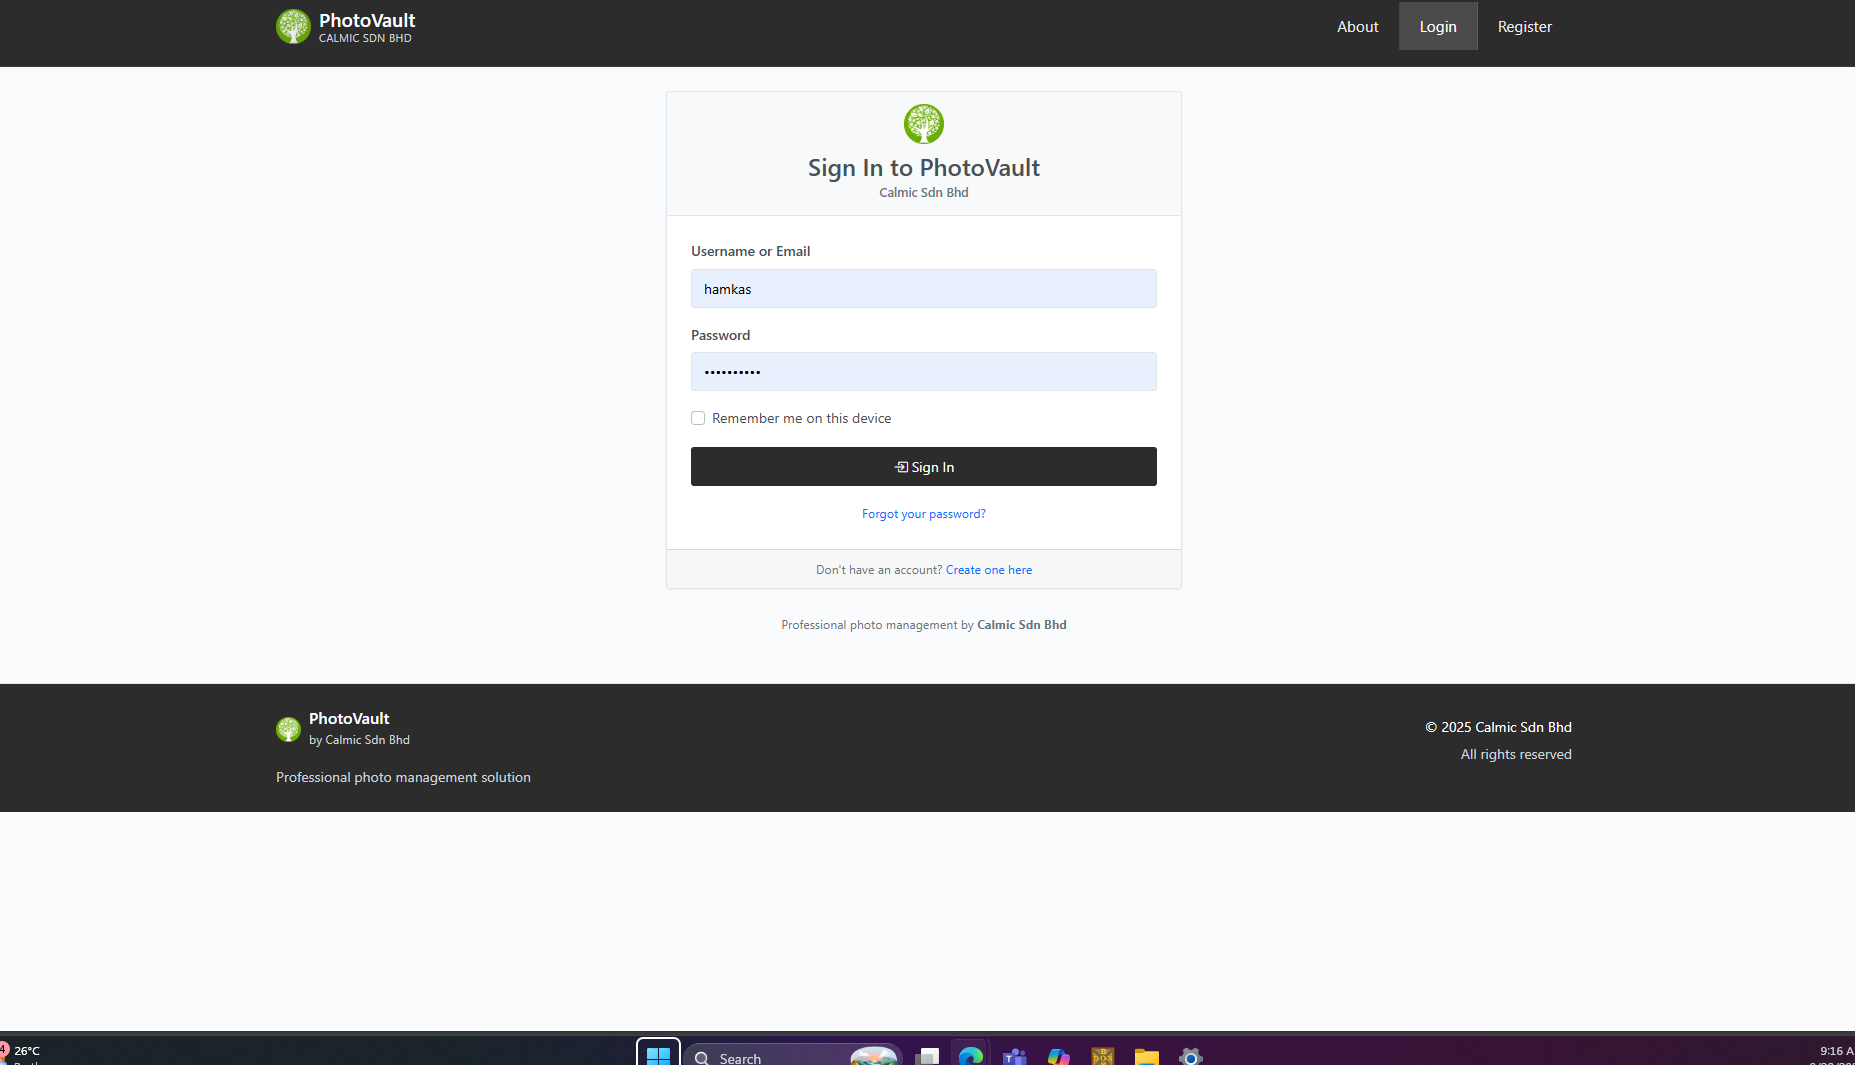 PhotoVault
CALMIC SDN BHD
About
Login
Register
Sign In to PhotoVault
Calmic Sdn Bhd
Username or Email
hamkas
Password
••••••••••
Remember me on this device
Sign In
Forgot your password?
Don't have an account? Create one here
Professional photo management by Calmic Sdn Bhd
PhotoVault
by Calmic Sdn Bhd
Professional photo management solution
© 2025 Calmic Sdn Bhd
All rights reserved
4
26°C
Search
9:16 A